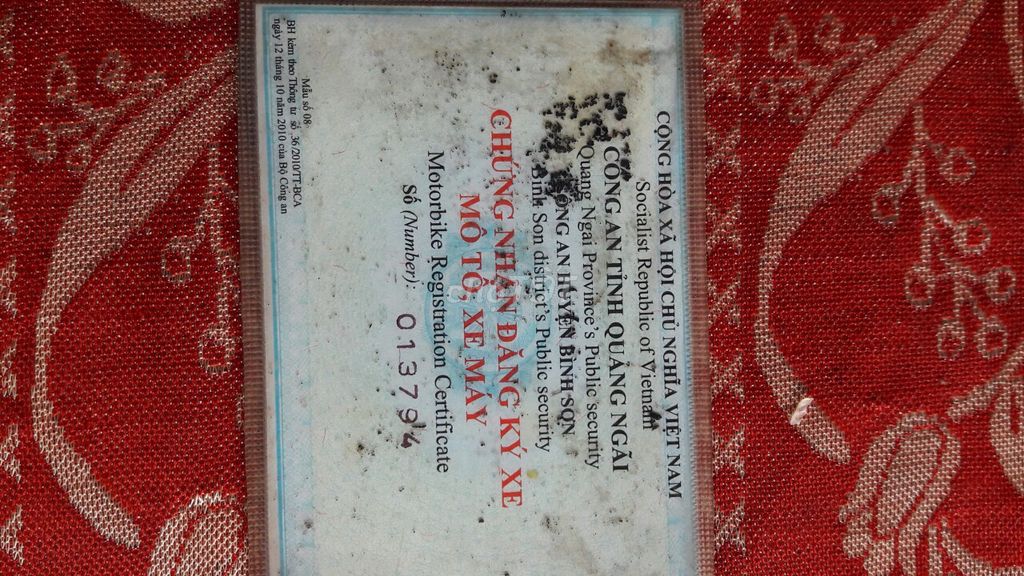 CỘNG HÒA XÃ HỘI CHỦ NGHĨA VIỆT NAM
Socialist Republic of Vietnam
CÔNG AN TỈNH QUẢNG NGÃI
Quang Ngai Province's Public security
CÔNG AN HUYỆN BÌNH SƠN
Binh Son district's Public security
CHỨNG NHẬN ĐĂNG KÝ XE
MÔ TÔ, XE MÁY
Motorbike Registration Certificate
số (Number): 013794
Mẫu số 08
BH kèm theo Thông tư số 36/2010/TT-BCA
ngày 12 tháng 10 năm 2010 của Bộ Công an